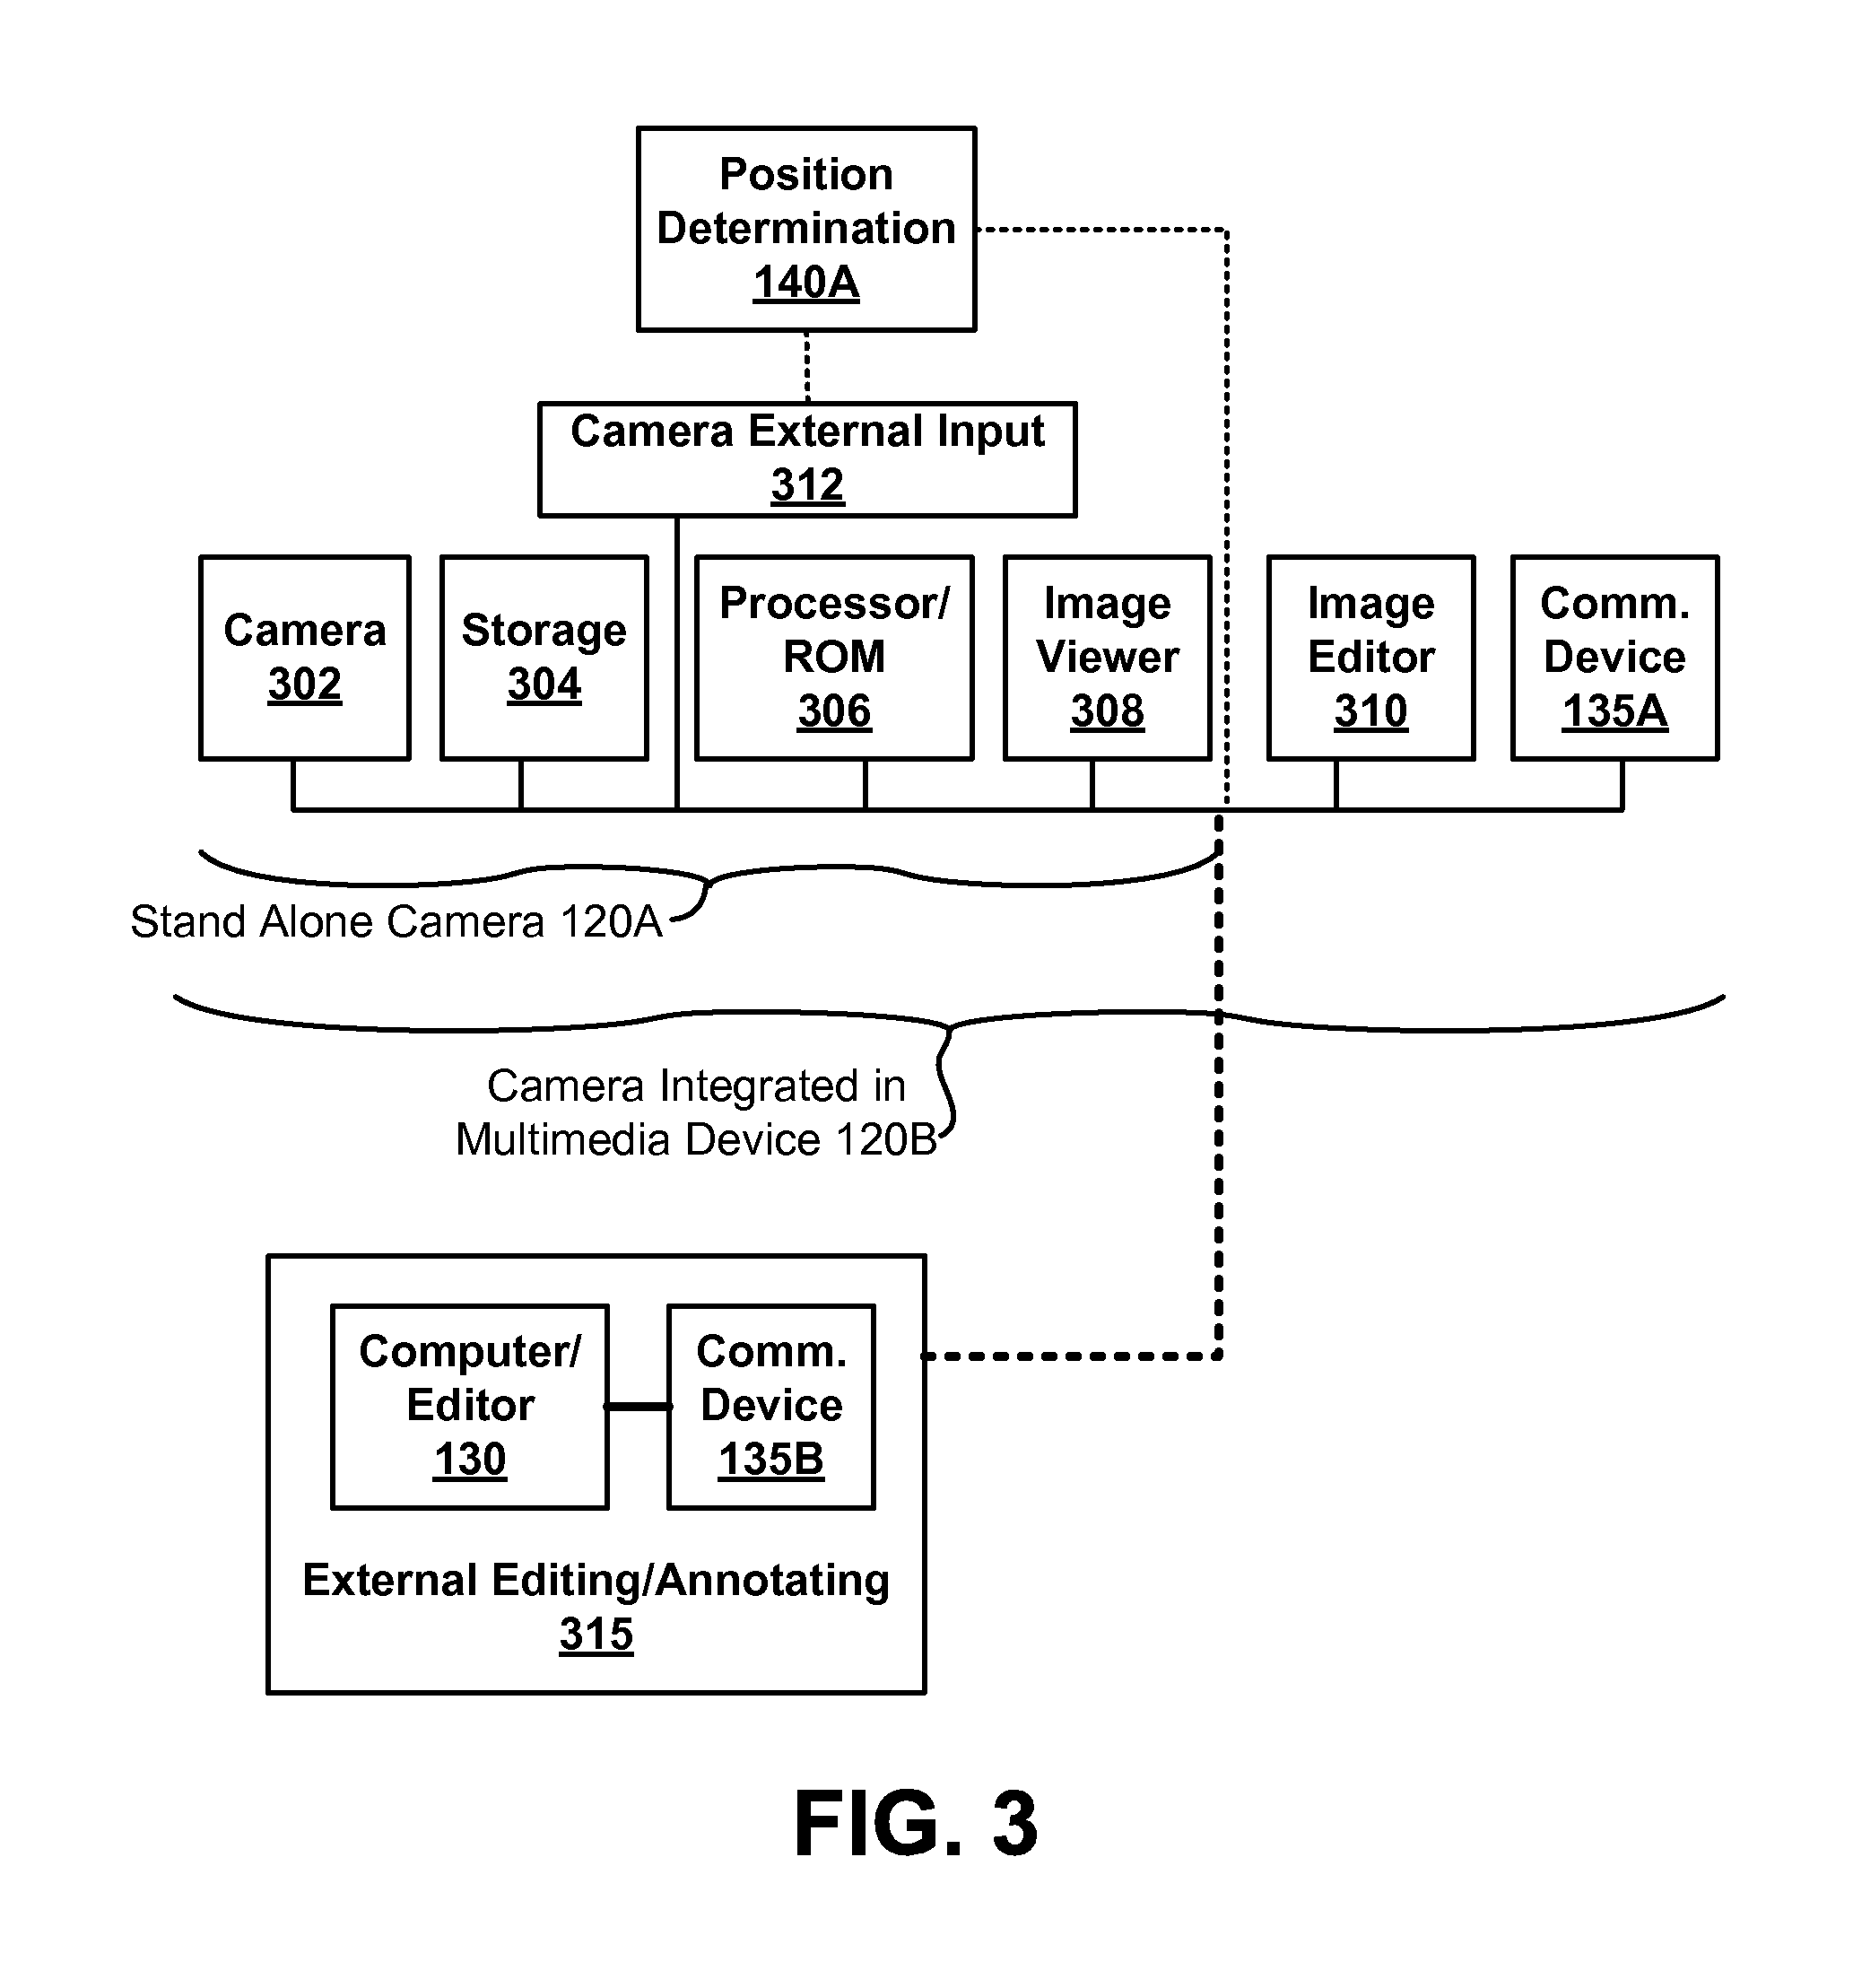 Position
Determination
140A
Camera External Input
312
Camera
302
Storage
304
Processor/
ROM
306
Image
Viewer
308
Image
Editor
310
Comm.
Device
135A
Stand Alone Camera 120A
Camera Integrated in
Multimedia Device 120B
Computer/
Editor
130
Comm.
Device
135B
External Editing/Annotating
315
FIG. 3